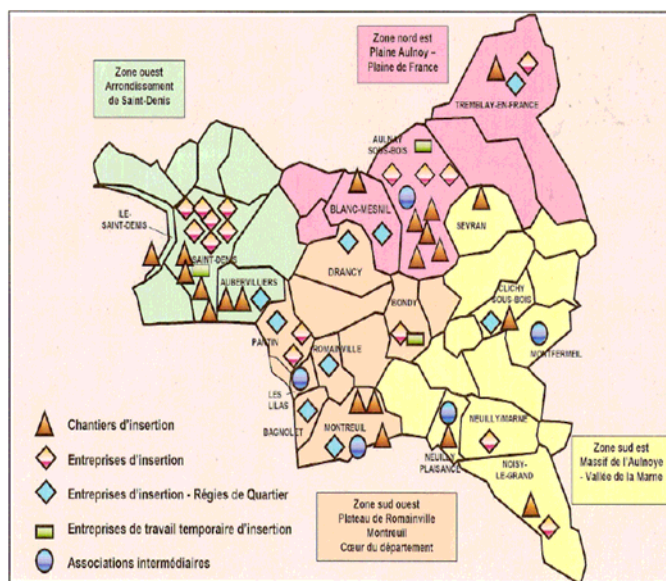 Zone nord est
Plaine Aulnoy –
Plaine de France
Zone ouest
Arrondissement
de Saint-Denis
TREMBLAY-EN-FRANCE
AULNAY
SOUS-BOIS
ILE-
SAINT-DENIS
BLANC-MESNIL
SEVRAN
SAINT-DENIS
DRANCY
AUBERVILLIERS
CLICHY
SOUS-BOIS
BONDY
PANTIN
ROMAINVILLE
MONTFERMEIL
LES
LILAS
BAGNOLET
MONTREUIL
NEUILLY
PLAISANCE
NEUILLY/MARNE
NOISY-
LE-GRAND
Chantiers d'insertion
Entreprises d'insertion
Entreprises d'insertion - Régies de Quartier
Entreprises de travail temporaire d'insertion
Associations intermédiaires
Zone sud ouest
Plateau de Romainville
Montreuil
Cœur du département
Zone sud est
Massif de l'Aulnoye
- Vallée de la Marne